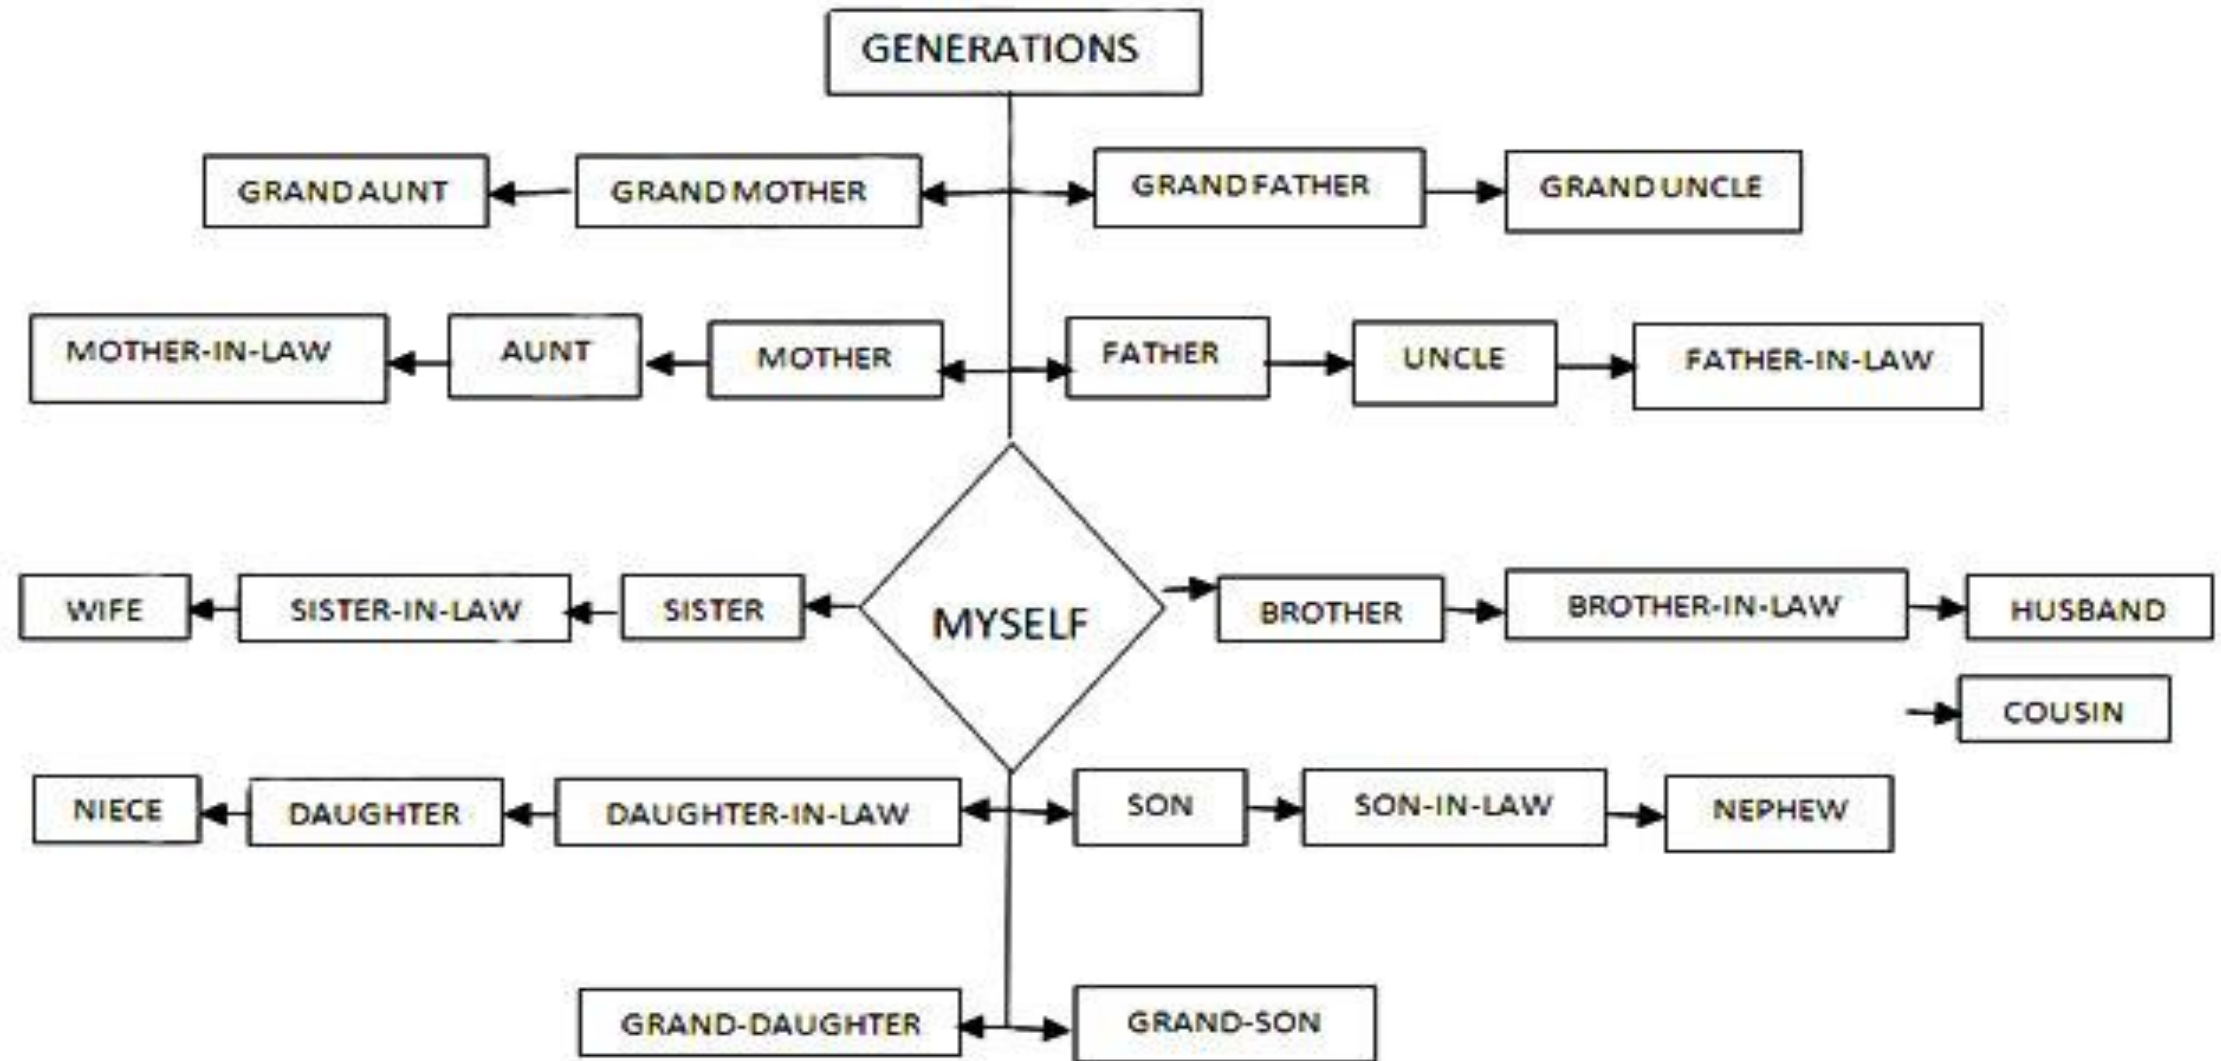 GENERATIONS
GRAND AUNT
GRAND MOTHER
GRAND FATHER
GRAND UNCLE
MOTHER-IN-LAW
AUNT
MOTHER
FATHER
UNCLE
FATHER-IN-LAW
WIFE
SISTER-IN-LAW
SISTER
MYSELF
BROTHER
BROTHER-IN-LAW
HUSBAND
COUSIN
NIECE
DAUGHTER
DAUGHTER-IN-LAW
SON
SON-IN-LAW
NEPHEW
GRAND-DAUGHTER
GRAND-SON